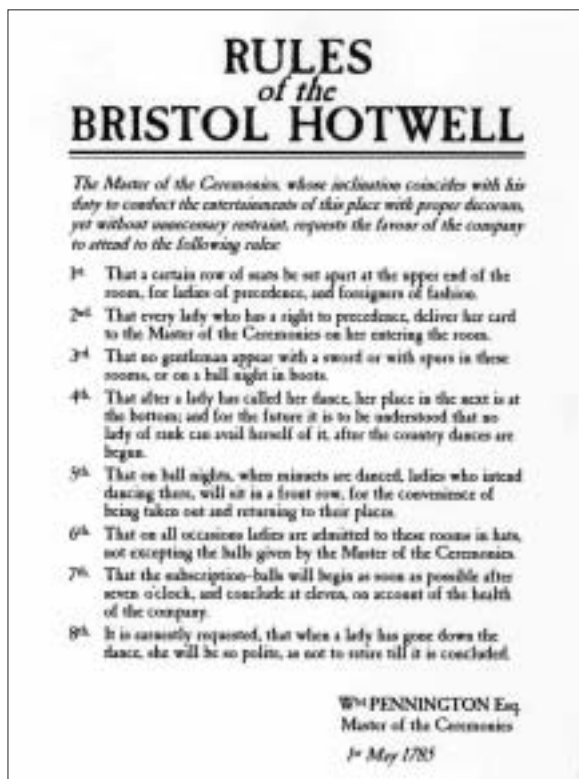 RULES
of the
BRISTOL HOTWELL
The Master of the Ceremonies, whose inclination coincides with his
duty to conduct the entertainments of this place with proper decorum,
yet without unnecessary restraint, requests the favour of the company
to attend to the following rules:
1st. That a certain row of seats be set apart at the upper end of the
room, for ladies of precedence, and foreigners of fashion.
2nd. That every lady who has a right to precedence, deliver her card
to the Master of the Ceremonies on her entering the room.
3rd. That no gentleman appear with a sword or with spurs in these
rooms, or on a ball night in boots.
4th. That after a lady has called her dance, her place in the next is at
the bottom; and for the future it is to be understood that no
lady of rank can avail herself of it, after the country dances are
begun.
5th. That on ball nights, when minuets are danced, ladies who intend
dancing them, will sit in a front row, for the convenience of
being taken out and returning to their places.
6th. That on all occasions ladies are admitted to these rooms in hats,
not excepting the balls given by the Master of the Ceremonies.
7th. That the subscription-balls will begin as soon as possible after
seven o'clock, and conclude at eleven, on account of the health
of the company.
8th. It is earnestly requested, that when a lady has gone down the
dance, she will be so polite, as not to retire till it is concluded.
Wm PENNINGTON Esq.
Master of the Ceremonies
1st May 1785